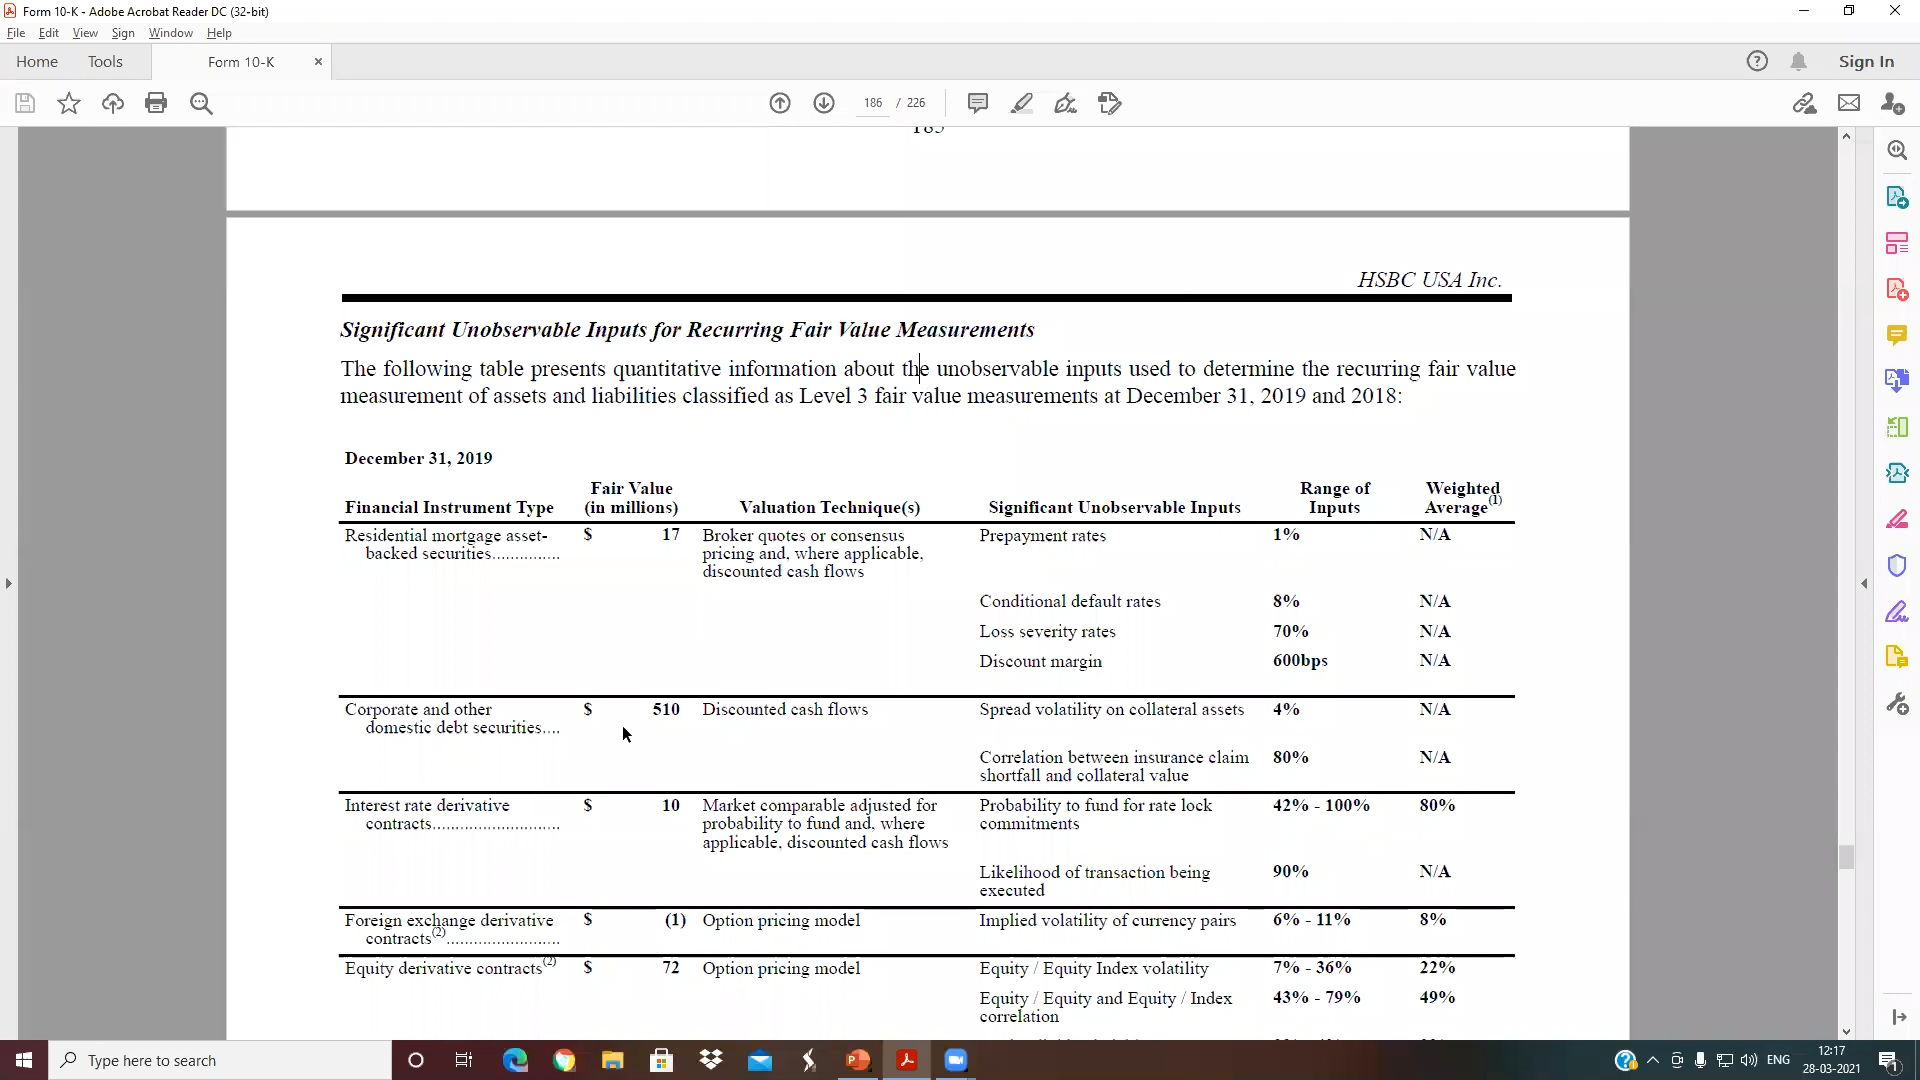 Form 10-K - Adobe Acrobat Reader DC (32-bit)
File Edit View Sign Window Help
Home Tools Form 10-K Sign In
186 / 226
185
HSBC USA Inc.
Significant Unobservable Inputs for Recurring Fair Value Measurements
The following table presents quantitative information about the unobservable inputs used to determine the recurring fair value
measurement of assets and liabilities classified as Level 3 fair value measurements at December 31, 2019 and 2018:
December 31, 2019
Financial Instrument Type Fair Value (in millions) Valuation Technique(s) Significant Unobservable Inputs Range of Inputs Weighted Average(1)
Residential mortgage asset- $ 17 Broker quotes or consensus Prepayment rates 1% N/A
backed securities............... pricing and, where applicable,
discounted cash flows
Conditional default rates 8% N/A
Loss severity rates 70% N/A
Discount margin 600bps N/A
Corporate and other $ 510 Discounted cash flows Spread volatility on collateral assets 4% N/A
domestic debt securities....
Correlation between insurance claim 80% N/A
shortfall and collateral value
Interest rate derivative $ 10 Market comparable adjusted for Probability to fund for rate lock 42% - 100% 80%
contracts............................ probability to fund and, where commitments
applicable, discounted cash flows
Likelihood of transaction being 90% N/A
executed
Foreign exchange derivative $ (1) Option pricing model Implied volatility of currency pairs 6% - 11% 8%
contracts(2).........................
Equity derivative contracts(2) $ 72 Option pricing model Equity / Equity Index volatility 7% - 36% 22%
Equity / Equity and Equity / Index 43% - 79% 49%
correlation
Type here to search
ENG
12:17
28-03-2021
1